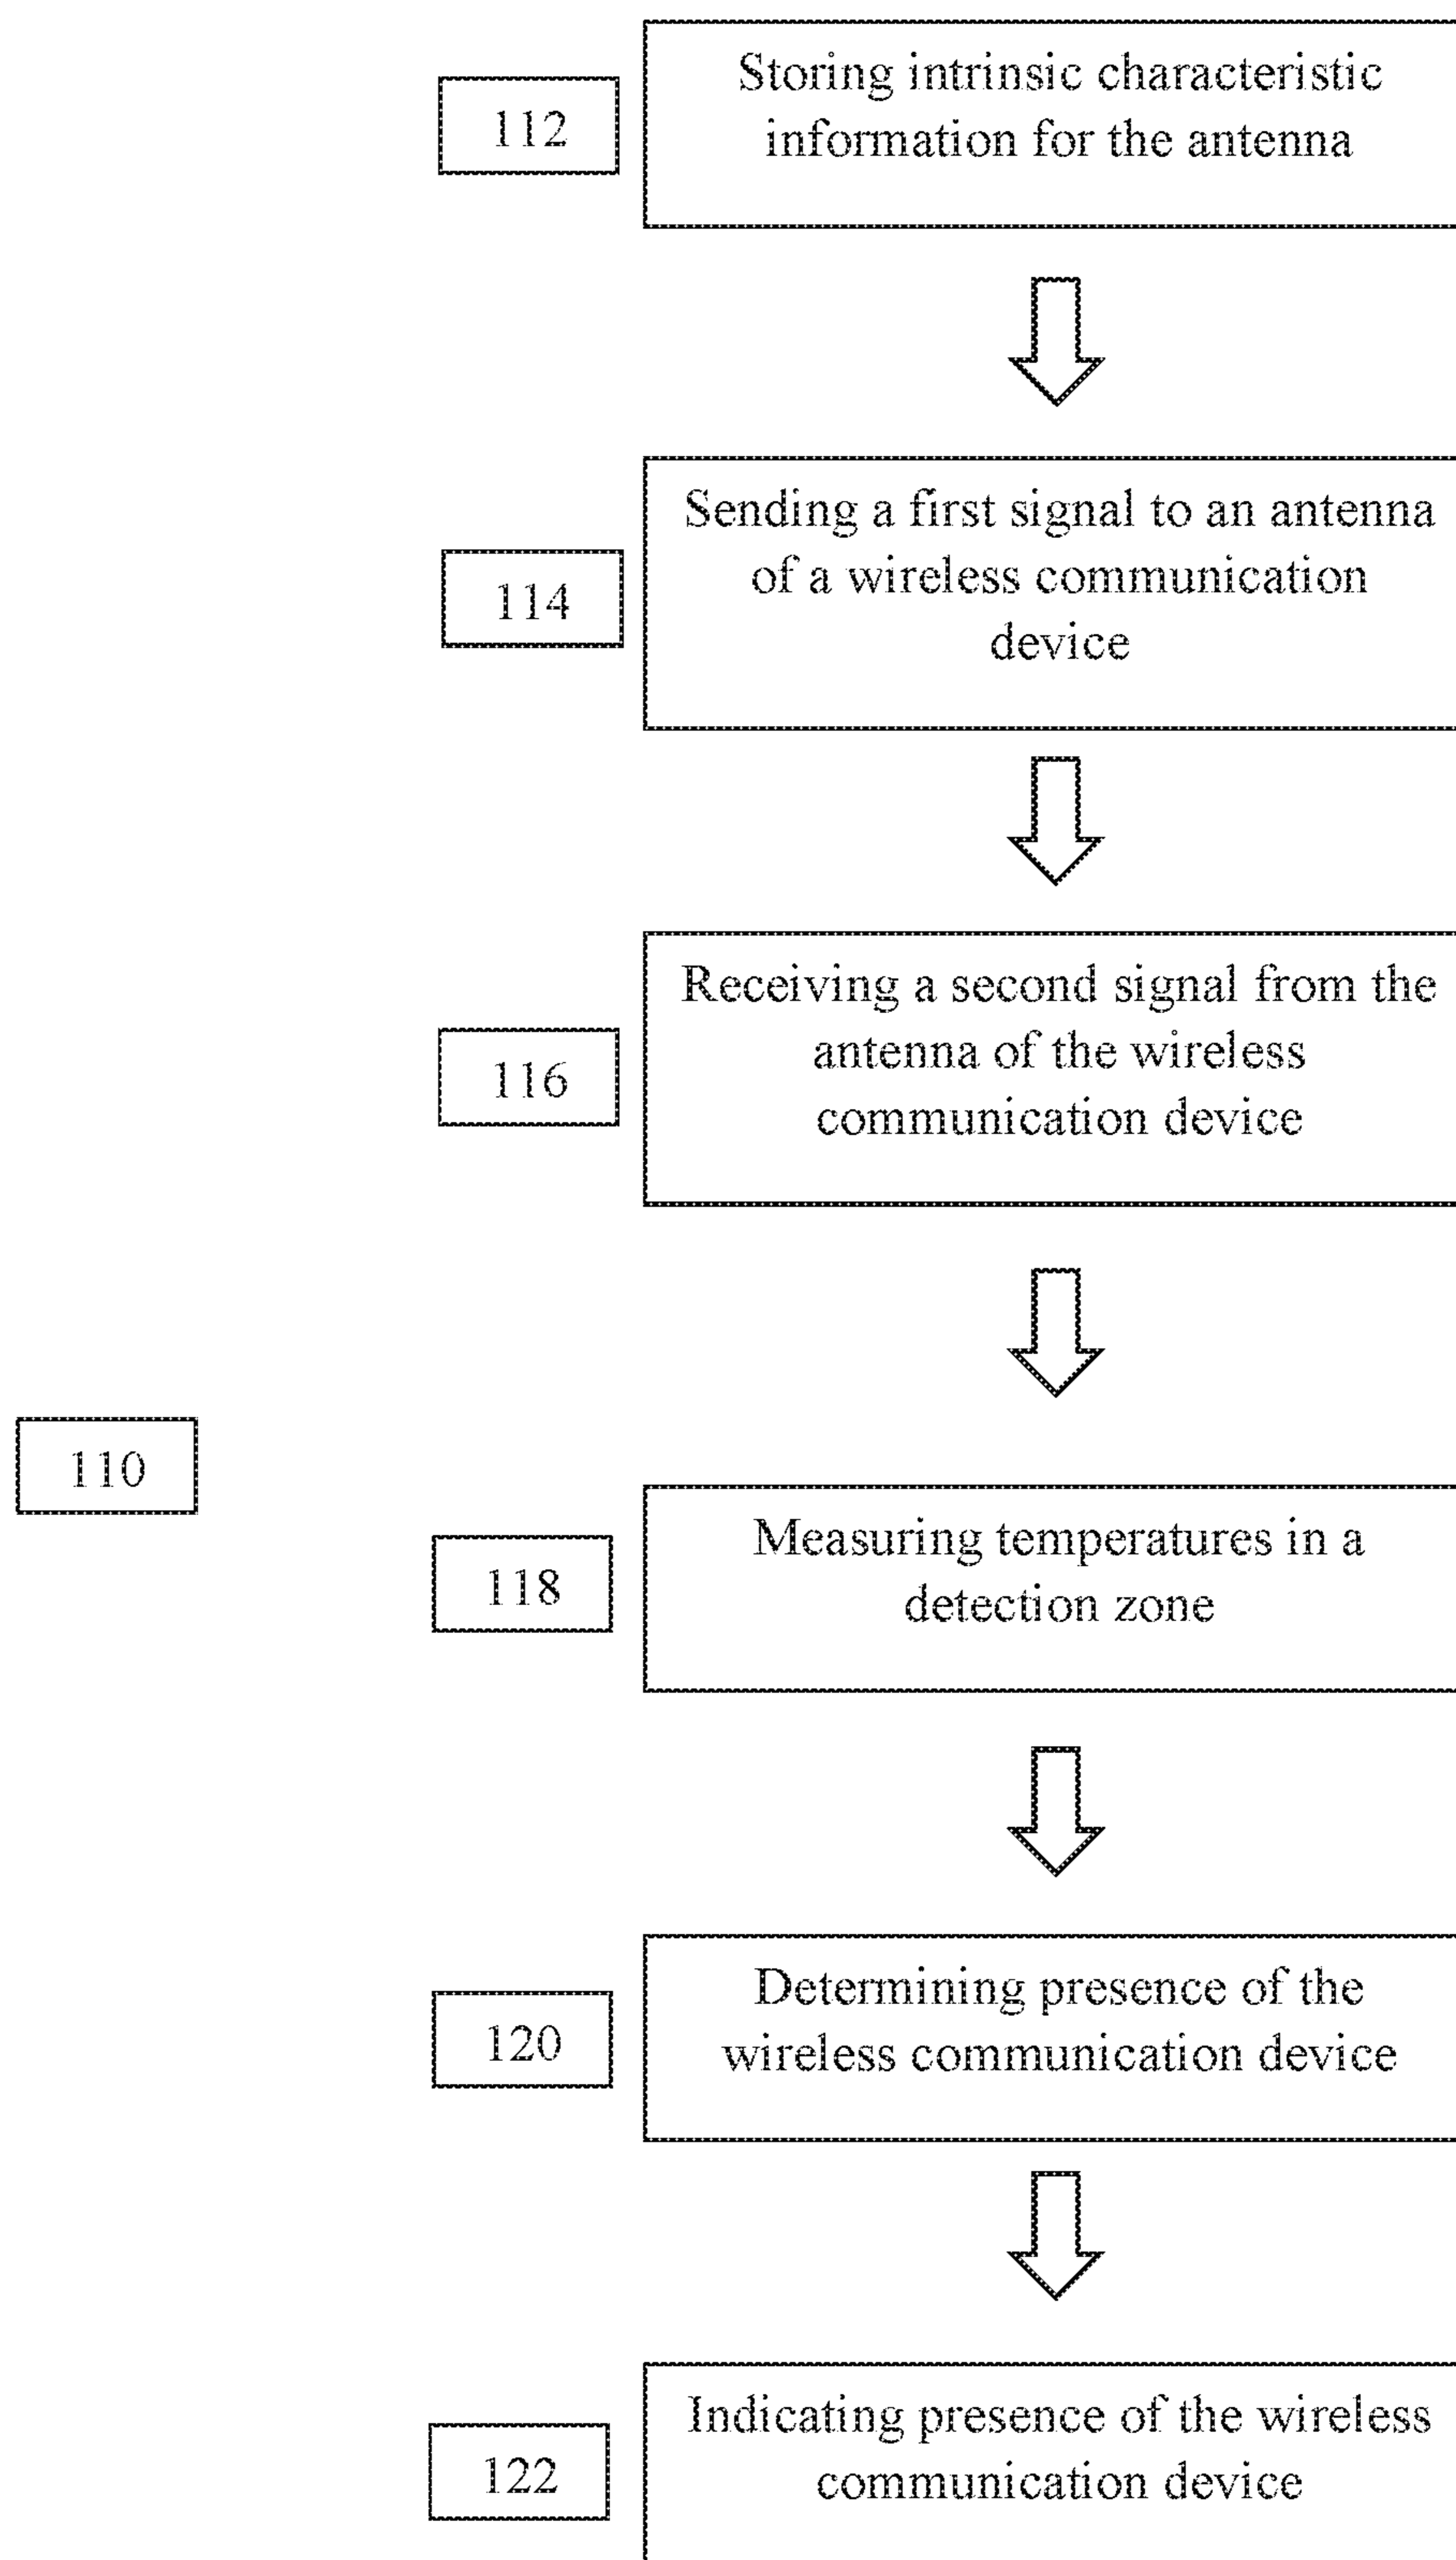 112
Storing intrinsic characteristic
information for the antenna
114
Sending a first signal to an antenna
of a wireless communication
device
116
Receiving a second signal from the
antenna of the wireless
communication device
110
118
Measuring temperatures in a
detection zone
120
Determining presence of the
wireless communication device
122
Indicating presence of the wireless
communication device